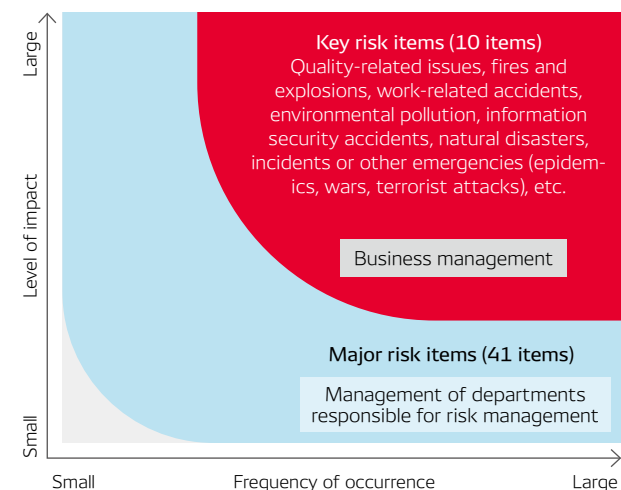 Large
Key risk items (10 items)
Quality-related issues, fires and
explosions, work-related accidents,
environmental pollution, information
security accidents, natural disasters,
incidents or other emergencies (epidem-
ics, wars, terrorist attacks), etc.
Level of impact
Business management
Major risk items (41 items)
Management of departments
responsible for risk management
Small
Small
Frequency of occurrence
Large